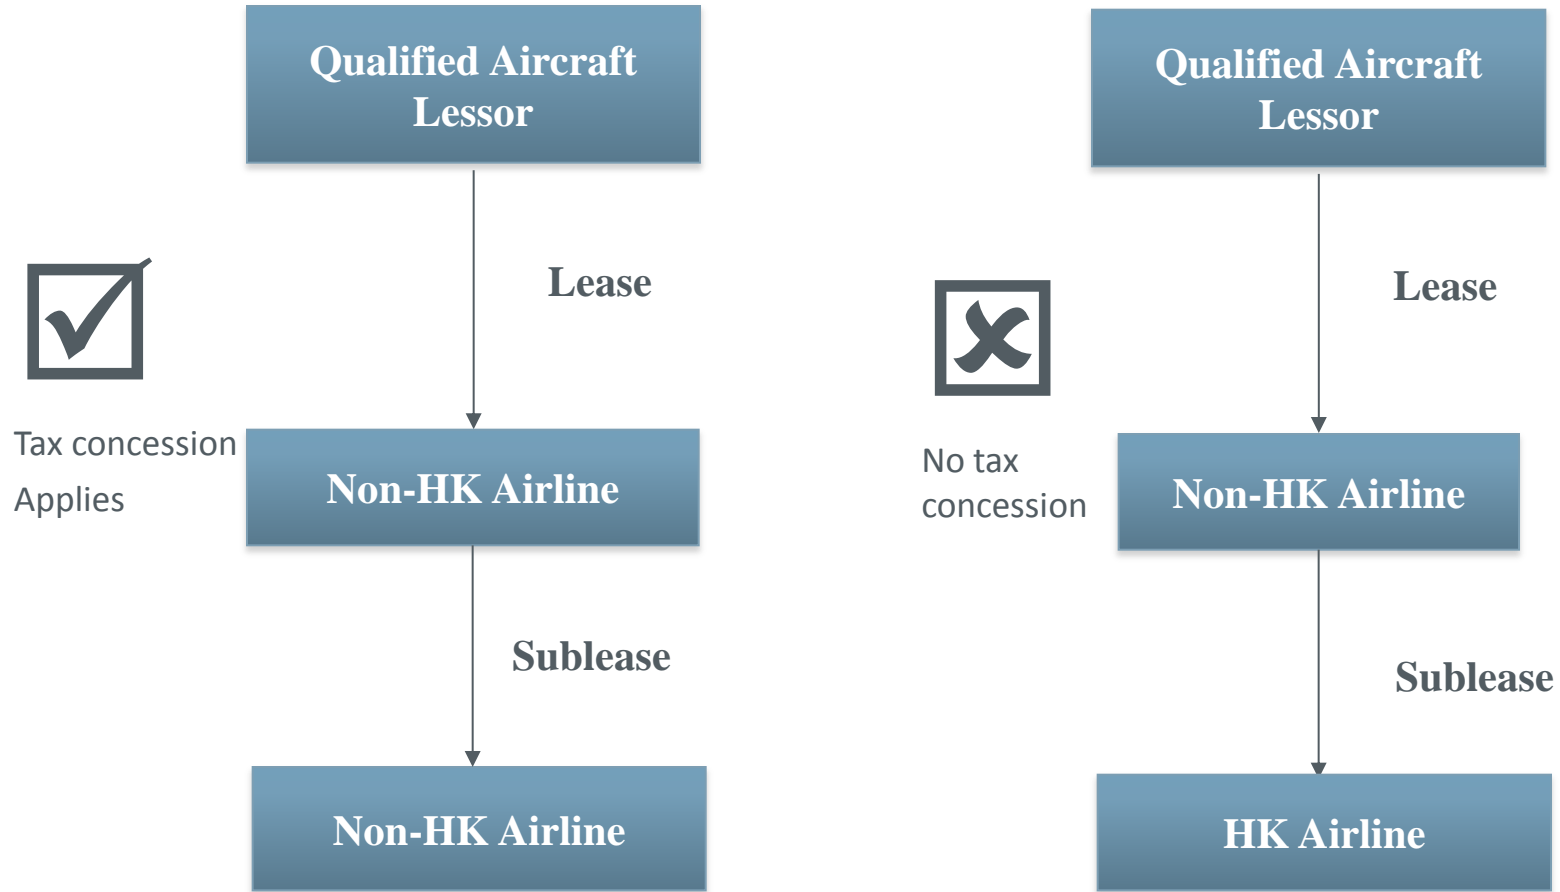 Qualified Aircraft
Lessor
Lease
Tax concession
Applies
Non-HK Airline
Sublease
Non-HK Airline
Qualified Aircraft
Lessor
Lease
No tax
concession
Non-HK Airline
Sublease
HK Airline